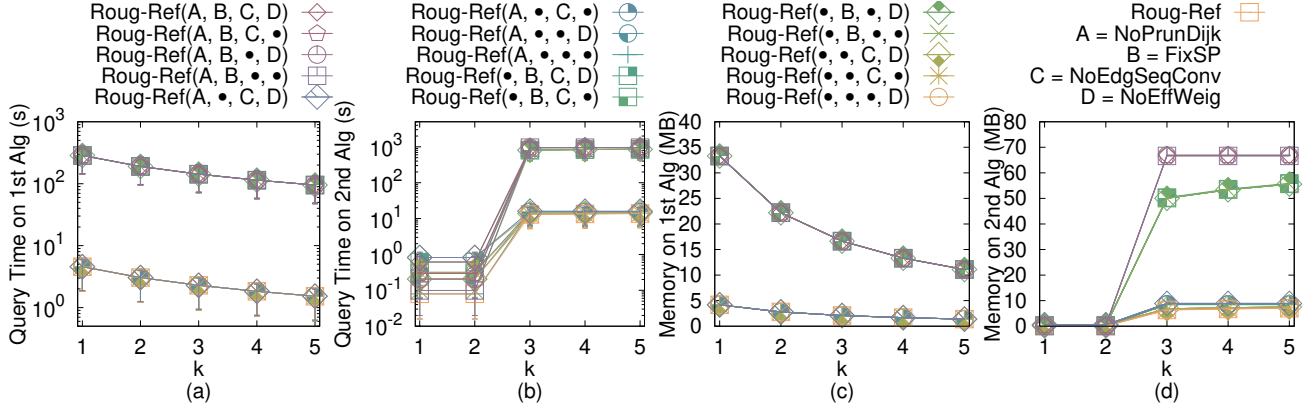 Roug-Ref(A, B, C, D)
Roug-Ref(A, B, C, •)
Roug-Ref(A, B, •, D)
Roug-Ref(A, B, •, •)
Roug-Ref(A, •, C, D)
Roug-Ref(A, •, C, •)
Roug-Ref(A, •, •, D)
Roug-Ref(A, •, •, •)
Roug-Ref(•, B, C, D)
Roug-Ref(•, B, C, •)
Roug-Ref(•, B, •, D)
Roug-Ref(•, B, •, •)
Roug-Ref(•, •, C, D)
Roug-Ref(•, •, C, •)
Roug-Ref(•, •, •, D)
Roug-Ref
A = NoPrunDijk
B = FixSP
C = NoEdgSeqConv
D = NoEffWeig
Query Time on 1st Alg (s)
10^3
10^2
10^1
10^0
1 2 3 4 5
k
(a)
Query Time on 2nd Alg (s)
10^3
10^2
10^1
10^0
10^-1
10^-2
1 2 3 4 5
k
(b)
Memory on 1st Alg (MB)
40
35
30
25
20
15
10
5
0
1 2 3 4 5
k
(c)
Memory on 2nd Alg (MB)
80
70
60
50
40
30
20
10
0
1 2 3 4 5
k
(d)